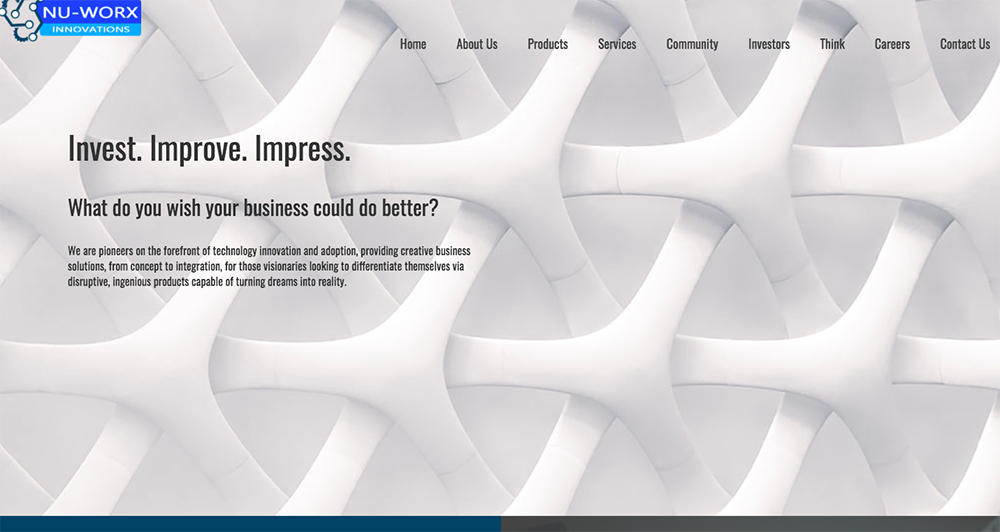 NU-WORX
INNOVATIONS
Home About Us Products Services Community Investors Think Careers Contact Us
Invest. Improve. Impress.
What do you wish your business could do better?
We are pioneers on the forefront of technology innovation and adoption, providing creative business
solutions, from concept to integration, for those visionaries looking to differentiate themselves via
disruptive, ingenious products capable of turning dreams into reality.